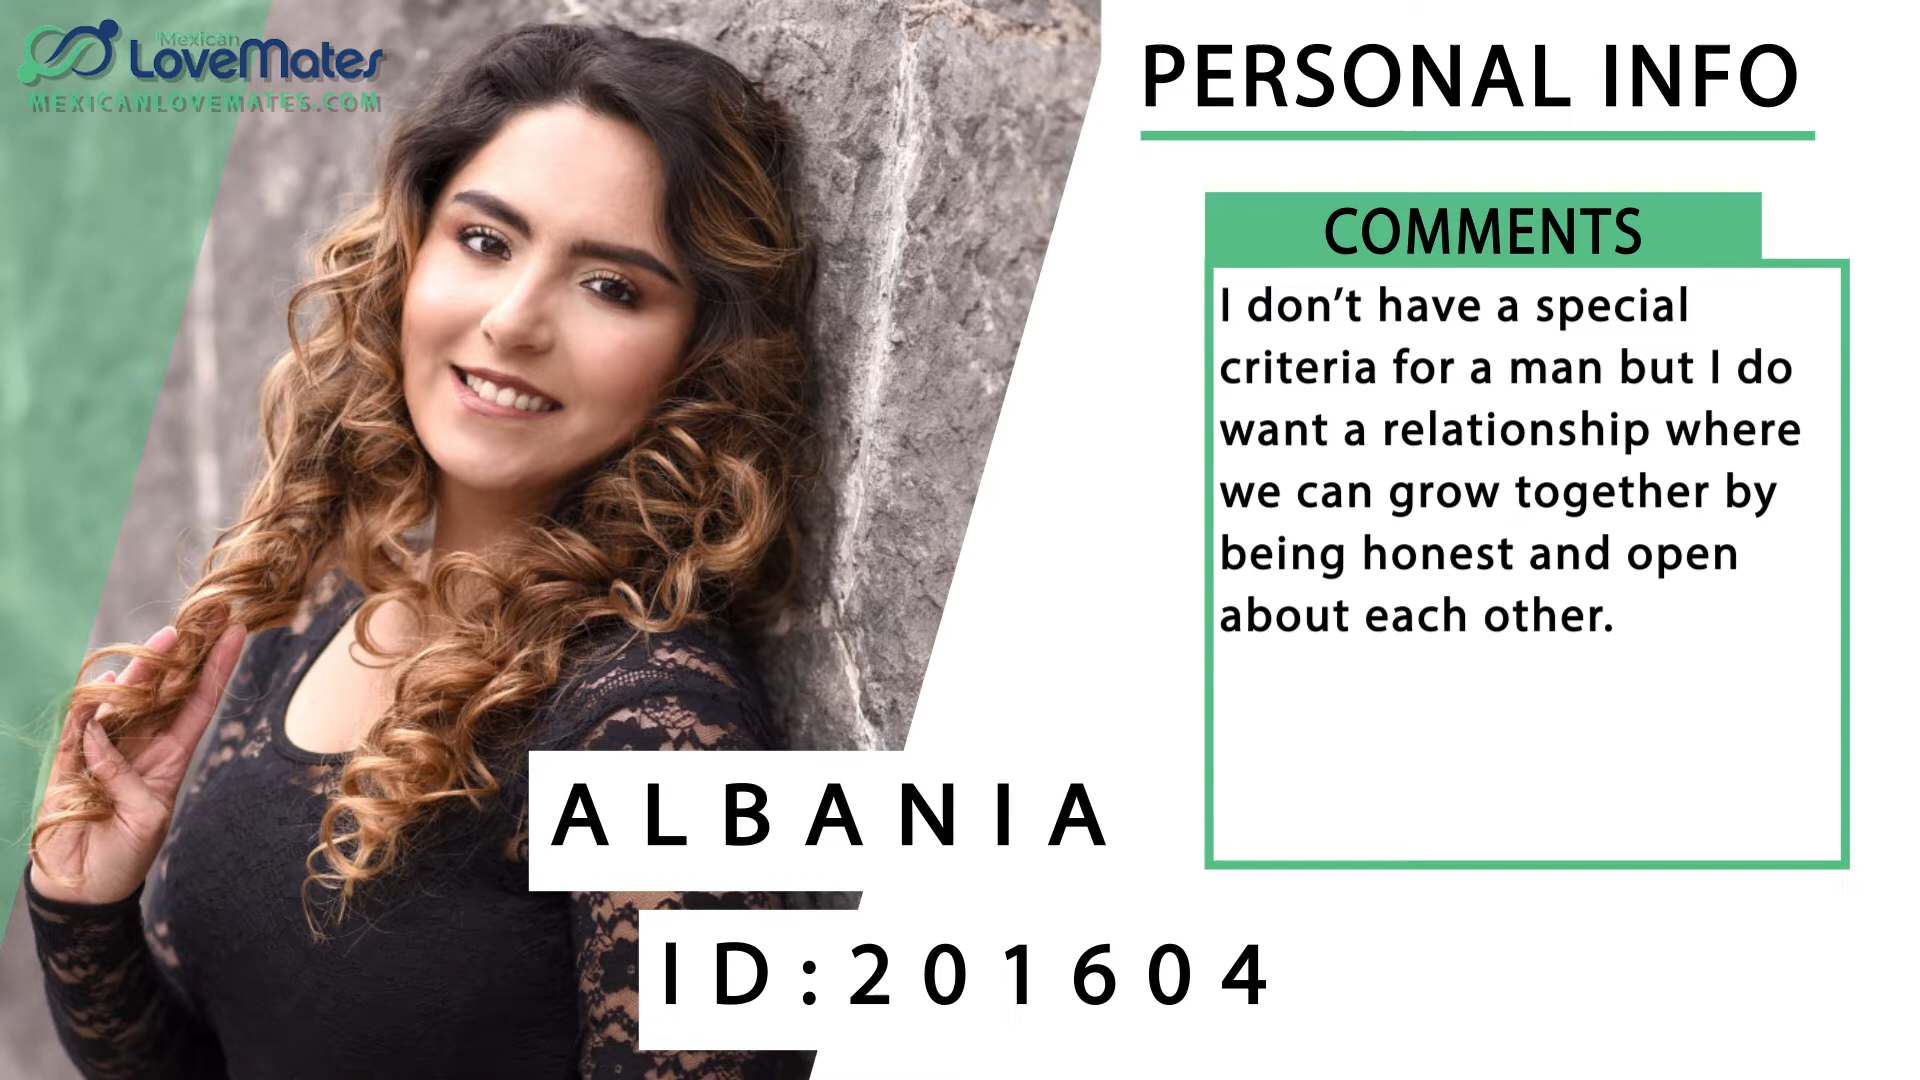 Mexican
LoveMates
MEXICANLOVEMATES.COM
PERSONAL INFO
COMMENTS
I don’t have a special
criteria for a man but I do
want a relationship where
we can grow together by
being honest and open
about each other.
ALBANIA
ID:201604